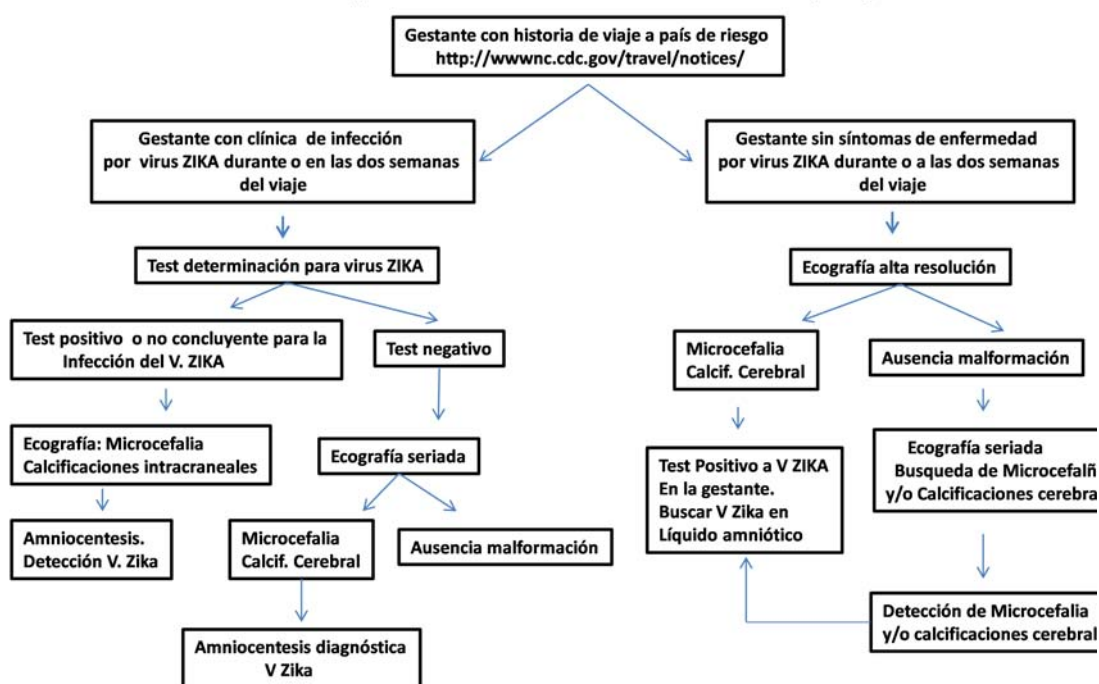 Gestante con historia de viaje a país de riesgo
http://wwwnc.cdc.gov/travel/notices/
Gestante con clínica de infección
por virus ZIKA durante o en las dos semanas
del viaje
Gestante sin síntomas de enfermedad
por virus ZIKA durante o a las dos semanas
del viaje
Test determinación para virus ZIKA
Ecografía alta resolución
Test positivo o no concluyente para la
Infección del V. ZIKA
Test negativo
Microcefalia
Calcif. Cerebral
Ausencia malformación
Ecografía: Microcefalia
Calcificaciones intracraneales
Ecografía seriada
Test Positivo a V ZIKA
En la gestante.
Buscar V Zika en
Líquido amniótico
Ecografía seriada
Busqueda de Microcefalñ
y/o Calcificaciones cerebral
Amniocentesis.
Detección V. Zika
Microcefalia
Calcif. Cerebral
Ausencia malformación
Detección de Microcefalia
y/o calcificaciones cerebral
Amniocentesis diagnóstica
V Zika